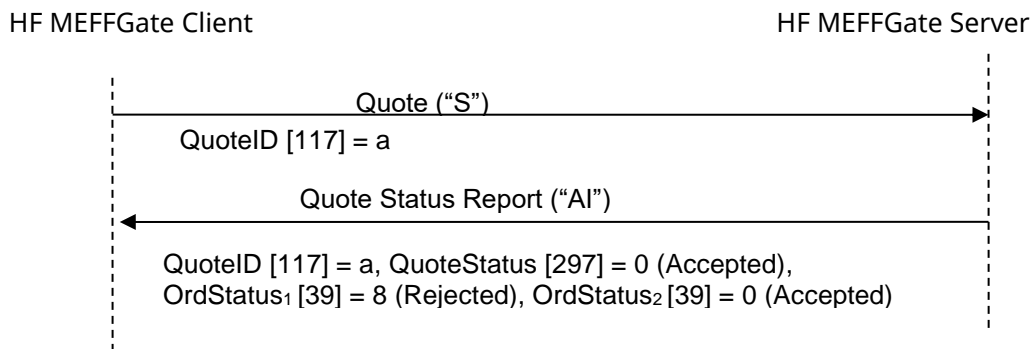 HF MEFFGate Client HF MEFFGate Server
Quote (“S”)
QuoteID [117] = a
Quote Status Report (“AI”)
QuoteID [117] = a, QuoteStatus [297] = 0 (Accepted),
OrdStatus₁ [39] = 8 (Rejected), OrdStatus₂ [39] = 0 (Accepted)